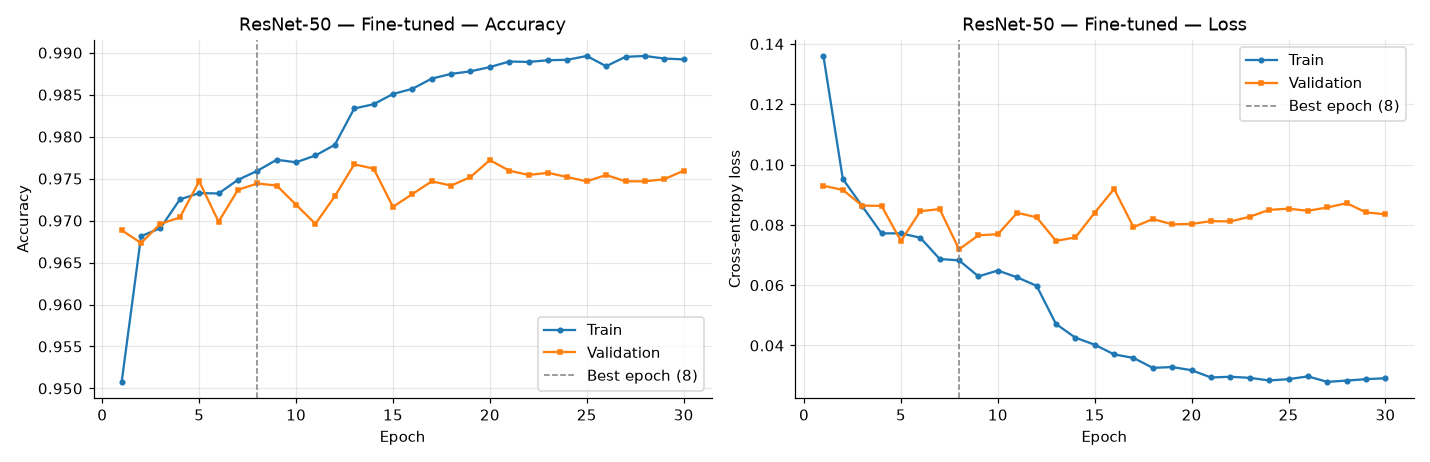 ResNet-50 — Fine-tuned — Accuracy
Accuracy
0.990
0.985
0.980
0.975
0.970
0.965
0.960
0.955
0.950
0 5 10 15 20 25 30
Epoch
Train
Validation
Best epoch (8)
ResNet-50 — Fine-tuned — Loss
Cross-entropy loss
0.14
0.12
0.10
0.08
0.06
0.04
0 5 10 15 20 25 30
Epoch
Train
Validation
Best epoch (8)